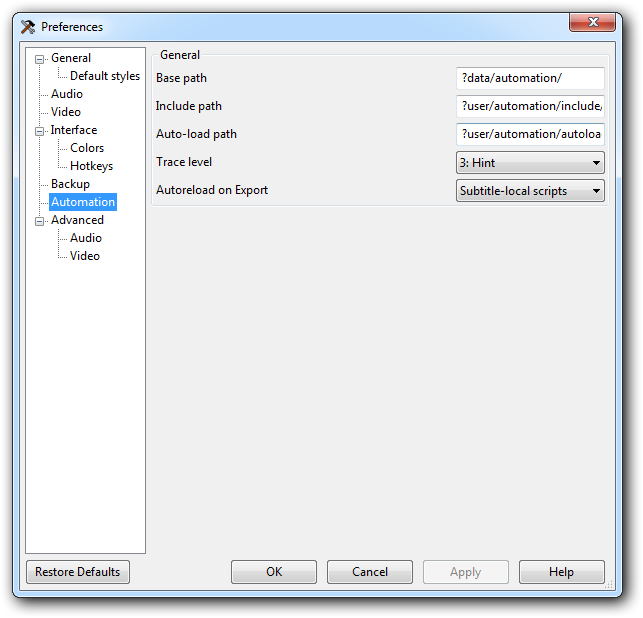 Preferences
General
Default styles
Audio
Video
Interface
Colors
Hotkeys
Backup
Automation
Advanced
Audio
Video
General
Base path
?data/automation/
Include path
?user/automation/include/
Auto-load path
?user/automation/autoloa
Trace level
3: Hint
Autoreload on Export
Subtitle-local scripts
Restore Defaults
OK
Cancel
Apply
Help